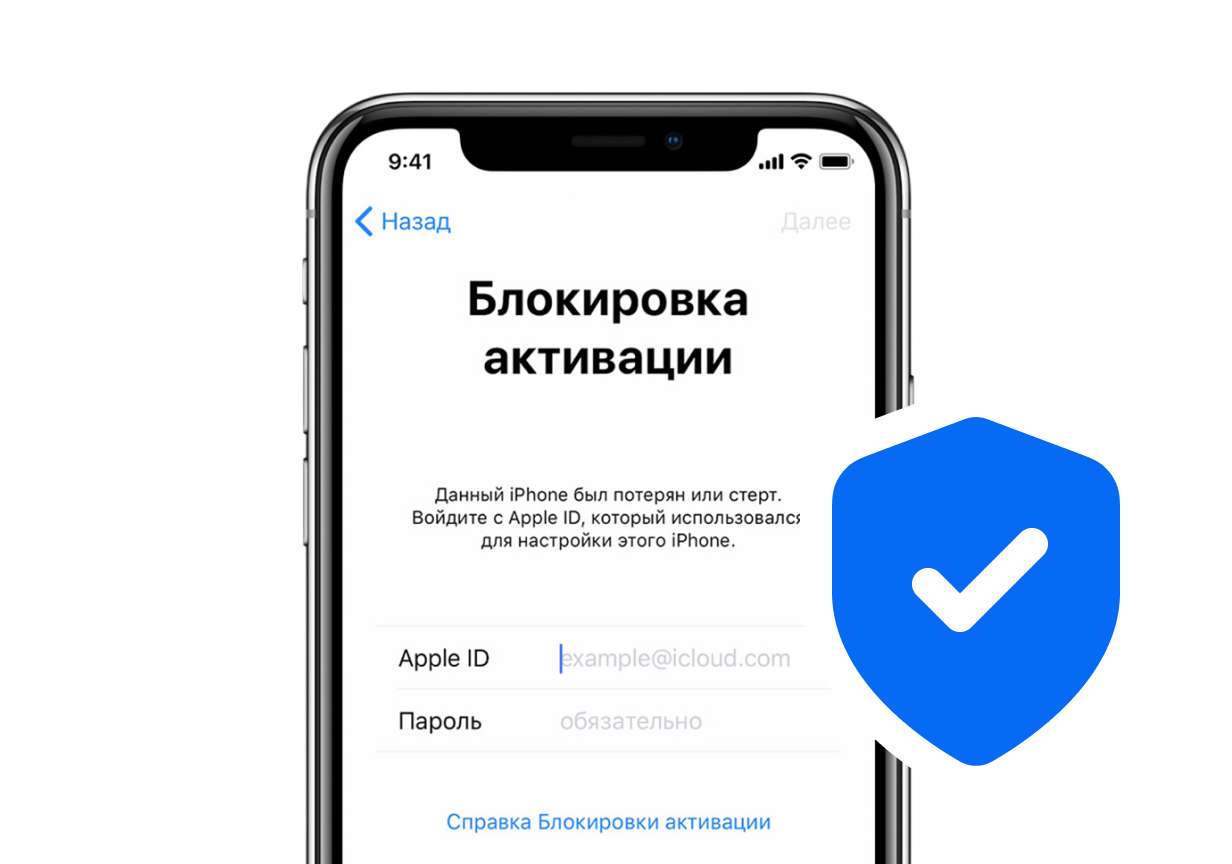 9:41
Назад
Далее
Блокировка
активации
Данный iPhone был потерян или стерт.
Войдите с Apple ID, который использовался
для настройки этого iPhone.
Apple ID
example@icloud.com
Пароль
обязательно
Справка Блокировки активации